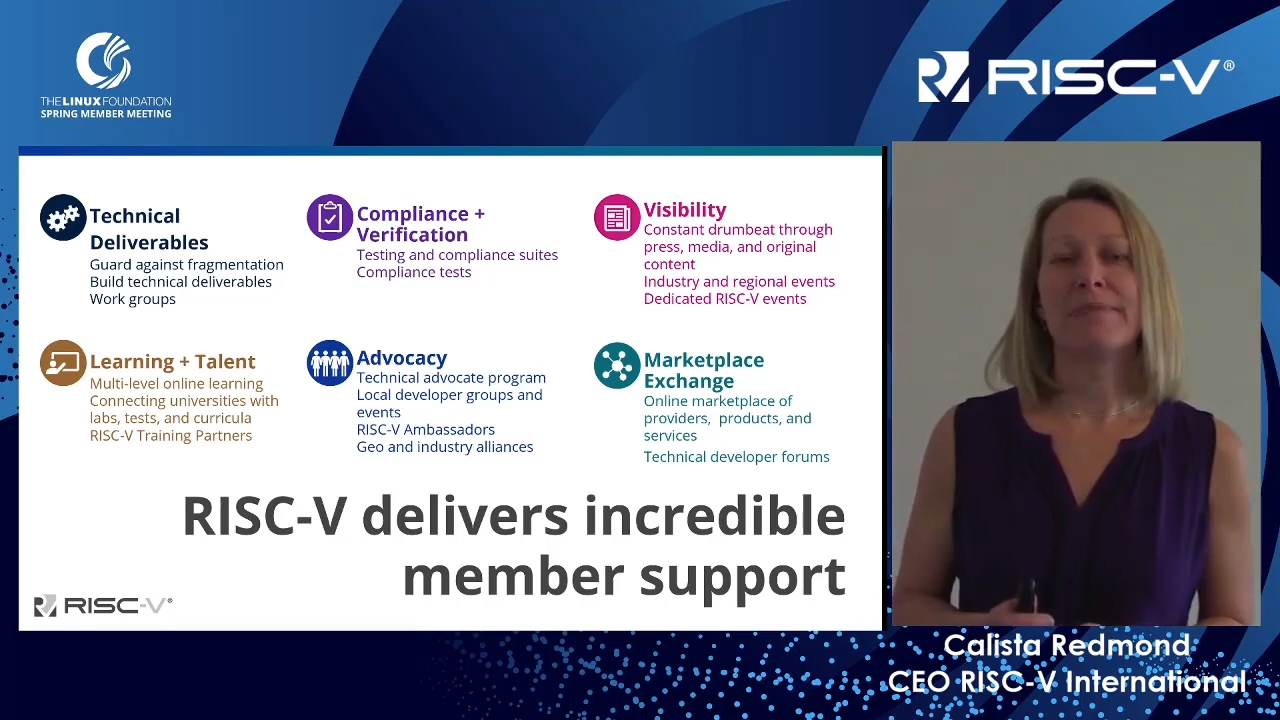 THE LINUX FOUNDATION
SPRING MEMBER MEETING
RISC-V®
Technical
Deliverables
Guard against fragmentation
Build technical deliverables
Work groups
Compliance +
Verification
Testing and compliance suites
Compliance tests
Visibility
Constant drumbeat through
press, media, and original
content
Industry and regional events
Dedicated RISC-V events
Learning + Talent
Multi-level online learning
Connecting universities with
labs, tests, and curricula
RISC-V Training Partners
Advocacy
Technical advocate program
Local developer groups and
events
RISC-V Ambassadors
Geo and industry alliances
Marketplace
Exchange
Online marketplace of
providers, products, and
services
Technical developer forums
RISC-V delivers incredible
member support
RISC-V®
Calista Redmond
CEO RISC-V International